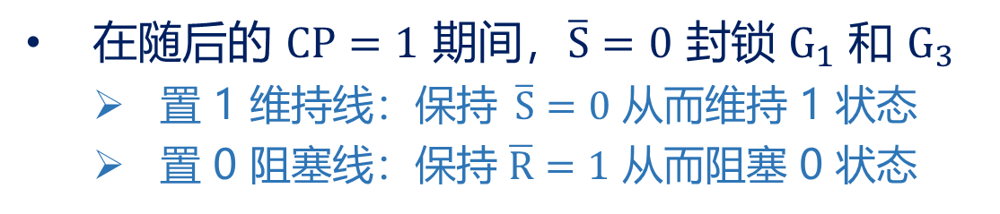 • 在随后的 CP = 1 期间，S̅ = 0 封锁 G₁ 和 G₃
➢ 置 1 维持线：保持 S̅ = 0 从而维持 1 状态
➢ 置 0 阻塞线：保持 R̅ = 1 从而阻塞 0 状态